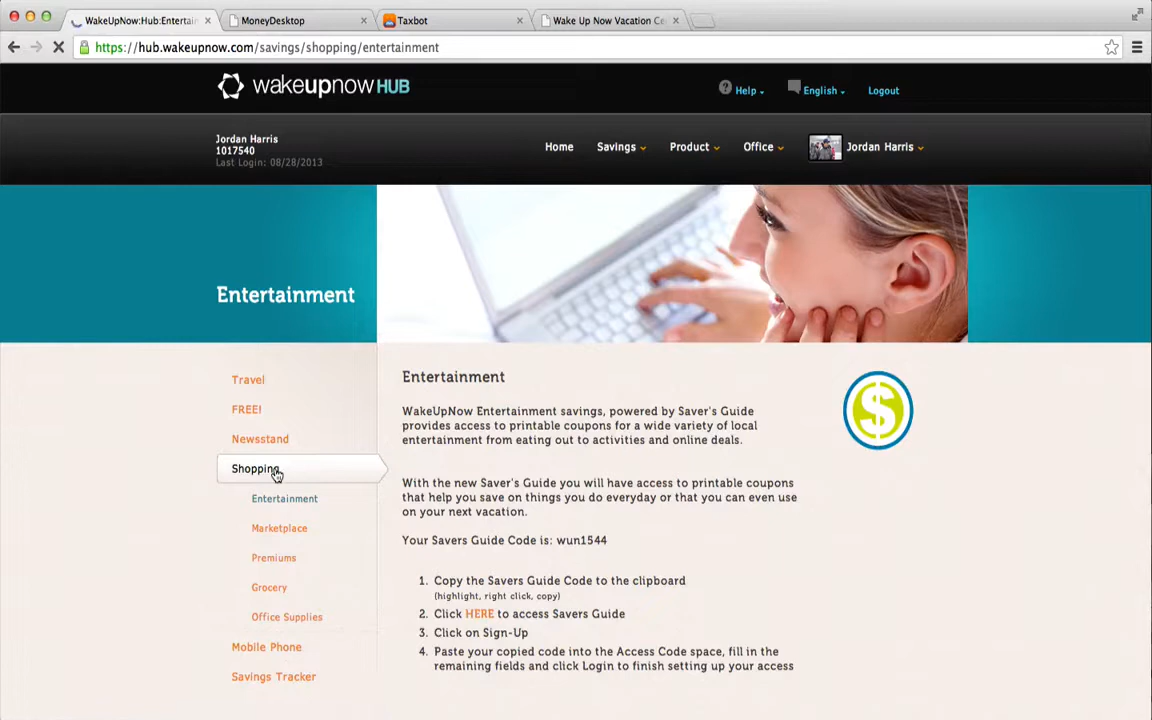 WakeUpNow:Hub:Entertain
MoneyDesktop
Taxbot
Wake Up Now Vacation Ce
https://hub.wakeupnow.com/savings/shopping/entertainment
wakeupnow HUB
Help
English
Logout
Jordan Harris
1017540
Last Login: 08/28/2013
Home
Savings
Product
Office
Jordan Harris
Entertainment
Travel
FREE!
Newsstand
Shopping
Entertainment
Marketplace
Premiums
Grocery
Office Supplies
Mobile Phone
Savings Tracker
Entertainment
WakeUpNow Entertainment savings, powered by Saver's Guide
provides access to printable coupons for a wide variety of local
entertainment from eating out to activities and online deals.
With the new Saver's Guide you will have access to printable coupons
that help you save on things you do everyday or that you can even use
on your next vacation.
Your Savers Guide Code is: wun1544
1. Copy the Savers Guide Code to the clipboard
(highlight, right click, copy)
2. Click HERE to access Savers Guide
3. Click on Sign-Up
4. Paste your copied code into the Access Code space, fill in the
remaining fields and click Login to finish setting up your access
$